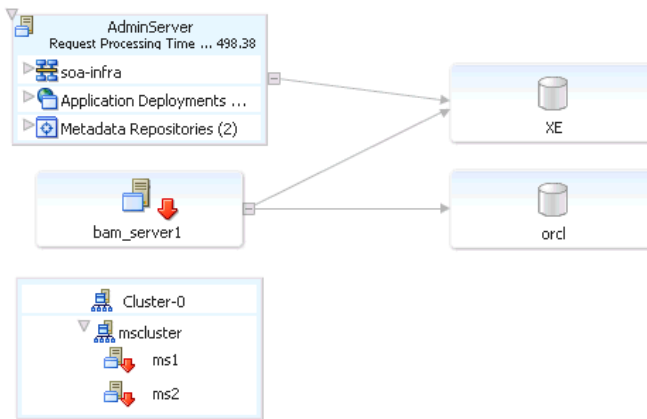 AdminServer
Request Processing Time ... 498.38
soa-infra
Application Deployments ...
Metadata Repositories (2)
XE
bam_server1
orcl
Cluster-0
mscluster
ms1
ms2